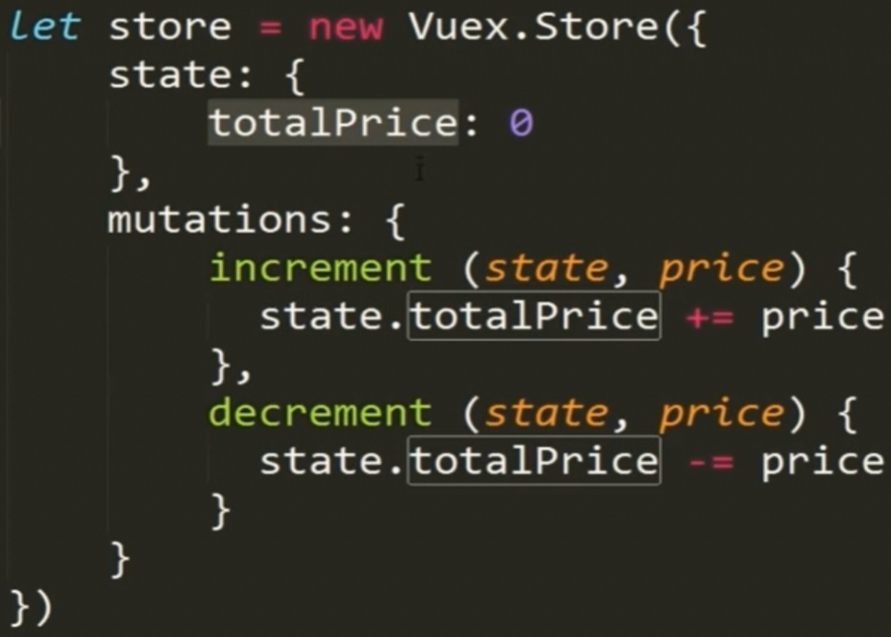 let store = new Vuex.Store({
    state: {
        totalPrice: 0
    },
    mutations: {
        increment (state, price) {
          state.totalPrice += price
        },
        decrement (state, price) {
          state.totalPrice -= price
        }
    }
})